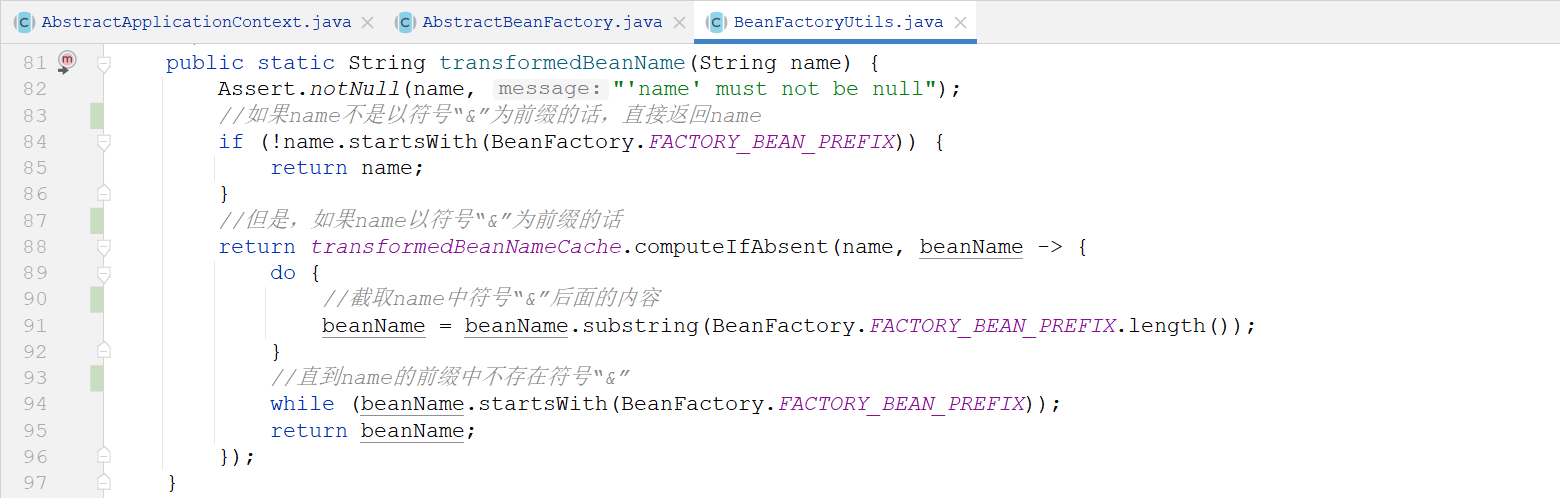 AbstractApplicationContext.java AbstractBeanFactory.java BeanFactoryUtils.java
81 public static String transformedBeanName(String name) {
82 Assert.notNull(name, message: "'name' must not be null");
83 //如果name不是以符号“&”为前缀的话，直接返回name
84 if (!name.startsWith(BeanFactory.FACTORY_BEAN_PREFIX)) {
85 return name;
86 }
87 //但是，如果name以符号“&”为前缀的话
88 return transformedBeanNameCache.computeIfAbsent(name, beanName -> {
89 do {
90 //截取name中符号“&”后面的内容
91 beanName = beanName.substring(BeanFactory.FACTORY_BEAN_PREFIX.length());
92 }
93 //直到name的前缀中不存在符号“&”
94 while (beanName.startsWith(BeanFactory.FACTORY_BEAN_PREFIX));
95 return beanName;
96 });
97 }